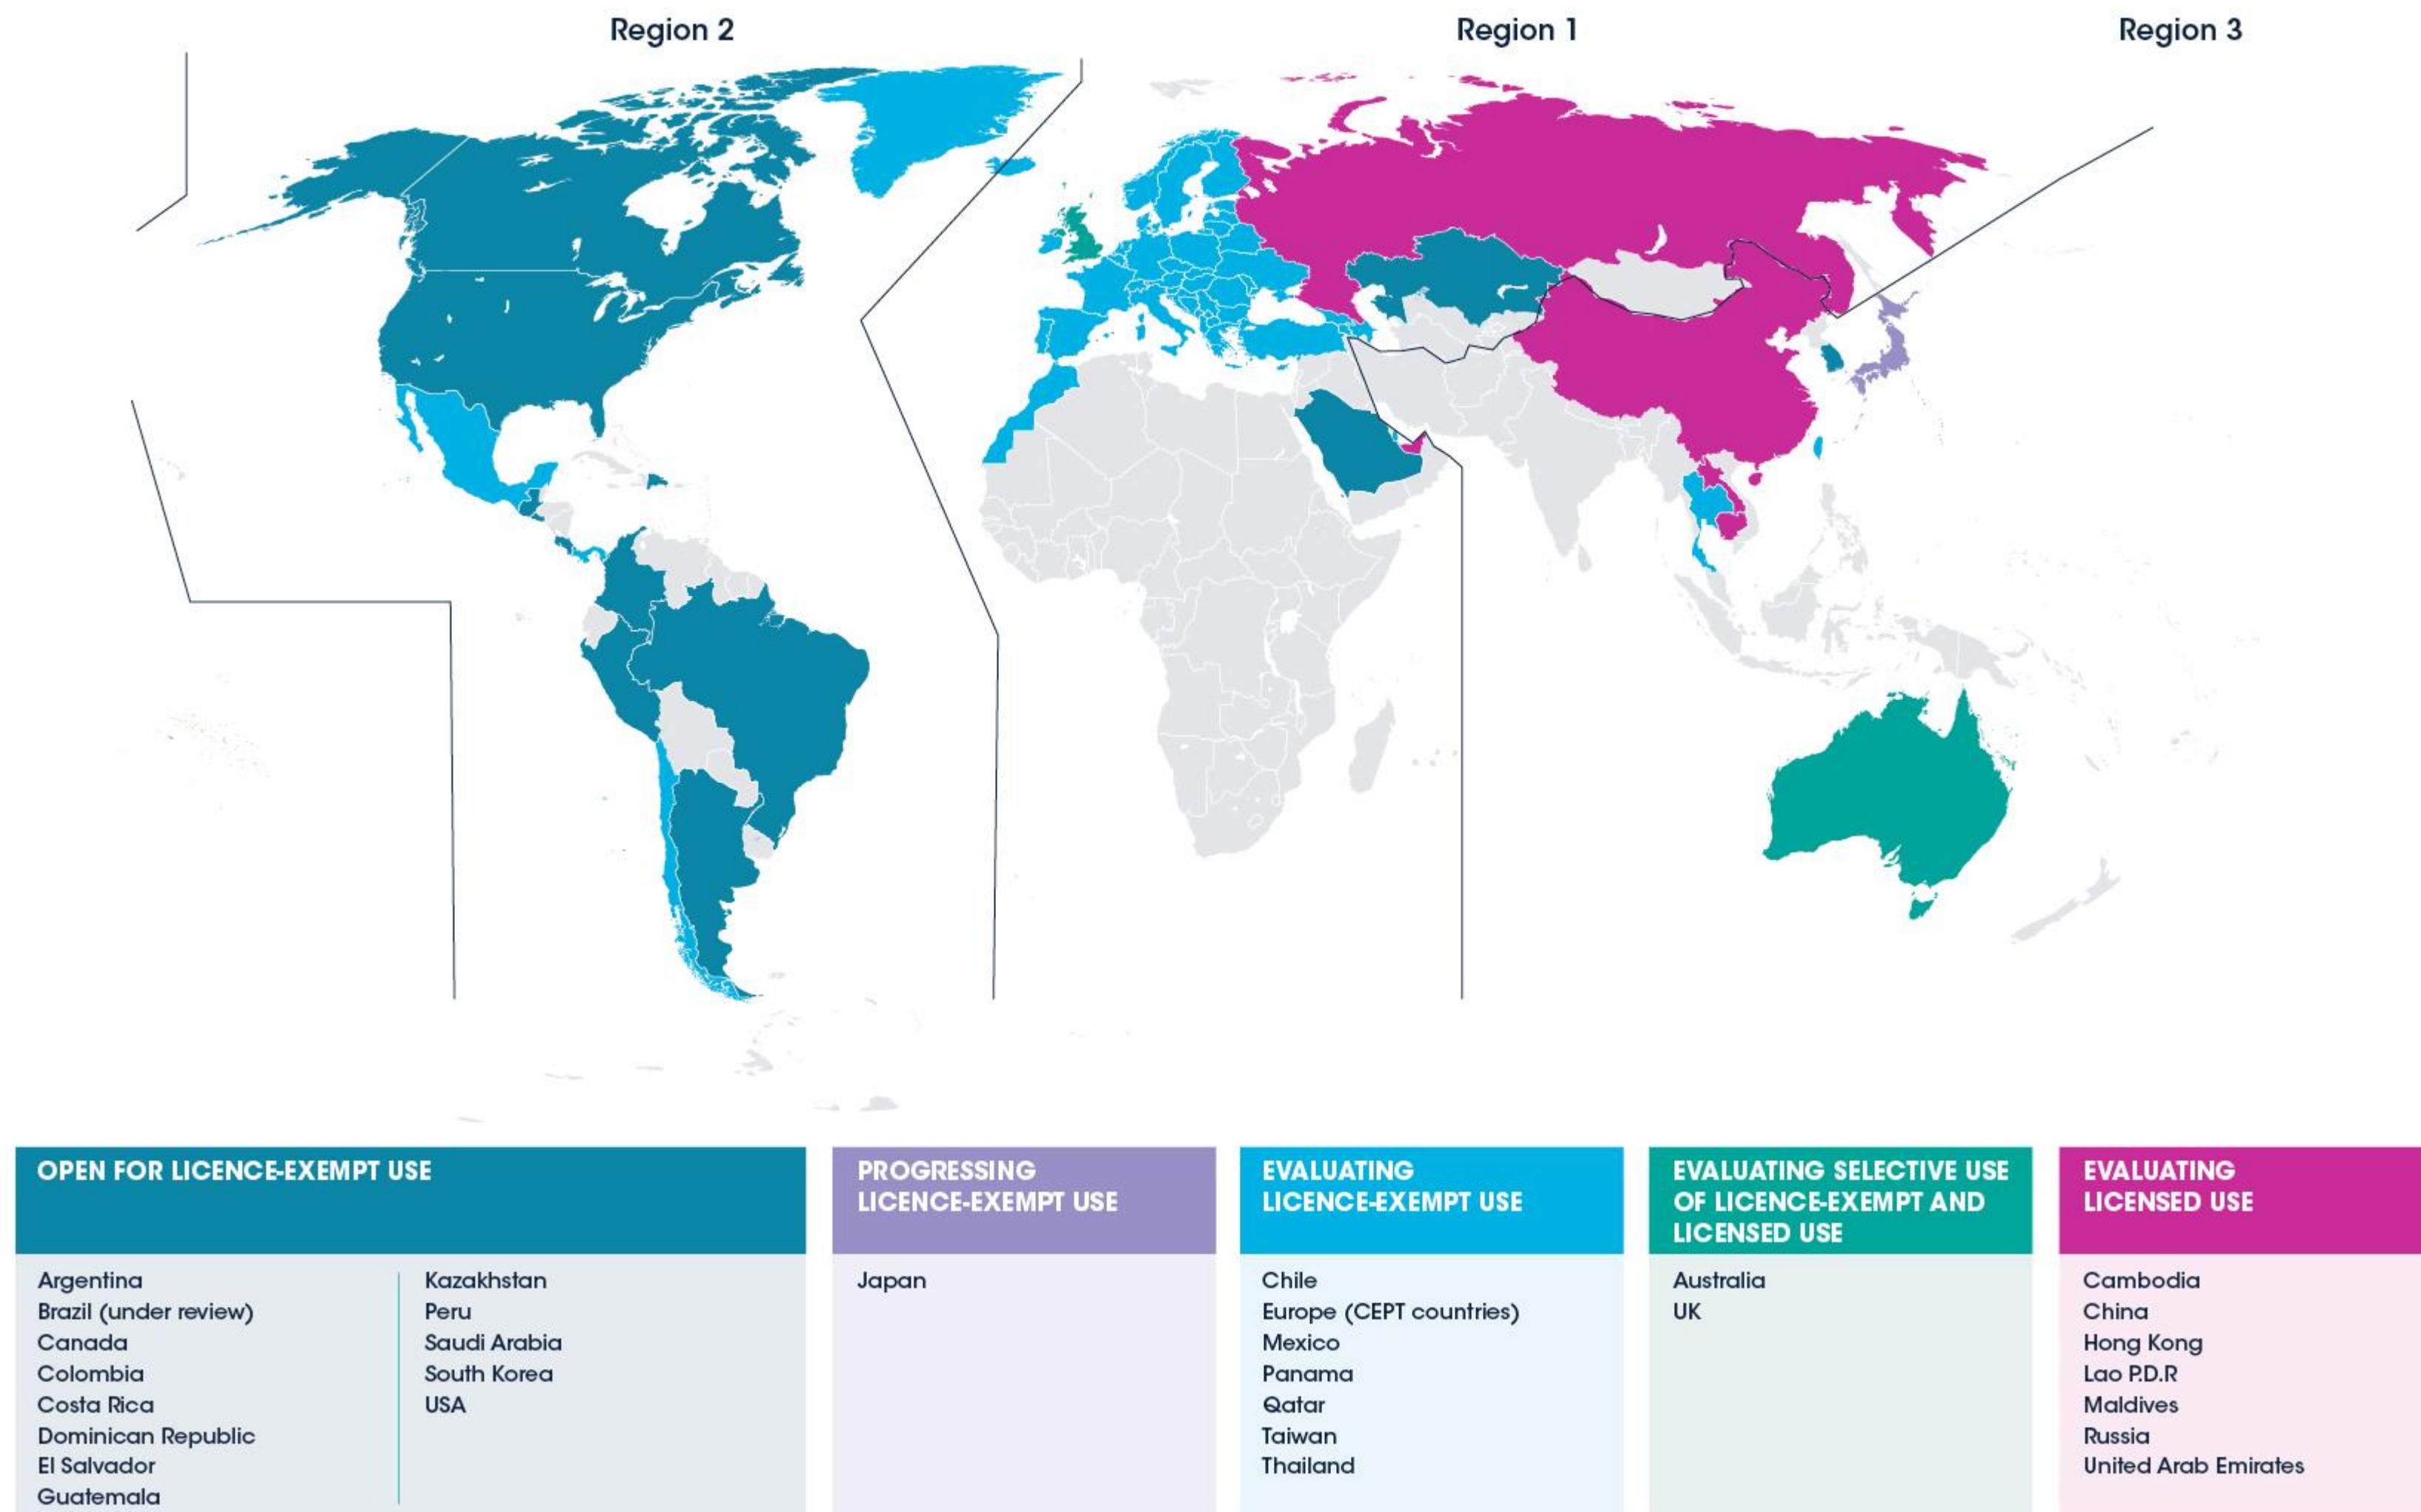 Region 2
Region 1
Region 3
OPEN FOR LICENCE-EXEMPT USE
Argentina
Brazil (under review)
Canada
Colombia
Costa Rica
Dominican Republic
El Salvador
Guatemala
Kazakhstan
Peru
Saudi Arabia
South Korea
USA
PROGRESSING
LICENCE-EXEMPT USE
Japan
EVALUATING
LICENCE-EXEMPT USE
Chile
Europe (CEPT countries)
Mexico
Panama
Qatar
Taiwan
Thailand
EVALUATING SELECTIVE USE
OF LICENCE-EXEMPT AND
LICENSED USE
Australia
UK
EVALUATING
LICENSED USE
Cambodia
China
Hong Kong
Lao P.D.R
Maldives
Russia
United Arab Emirates